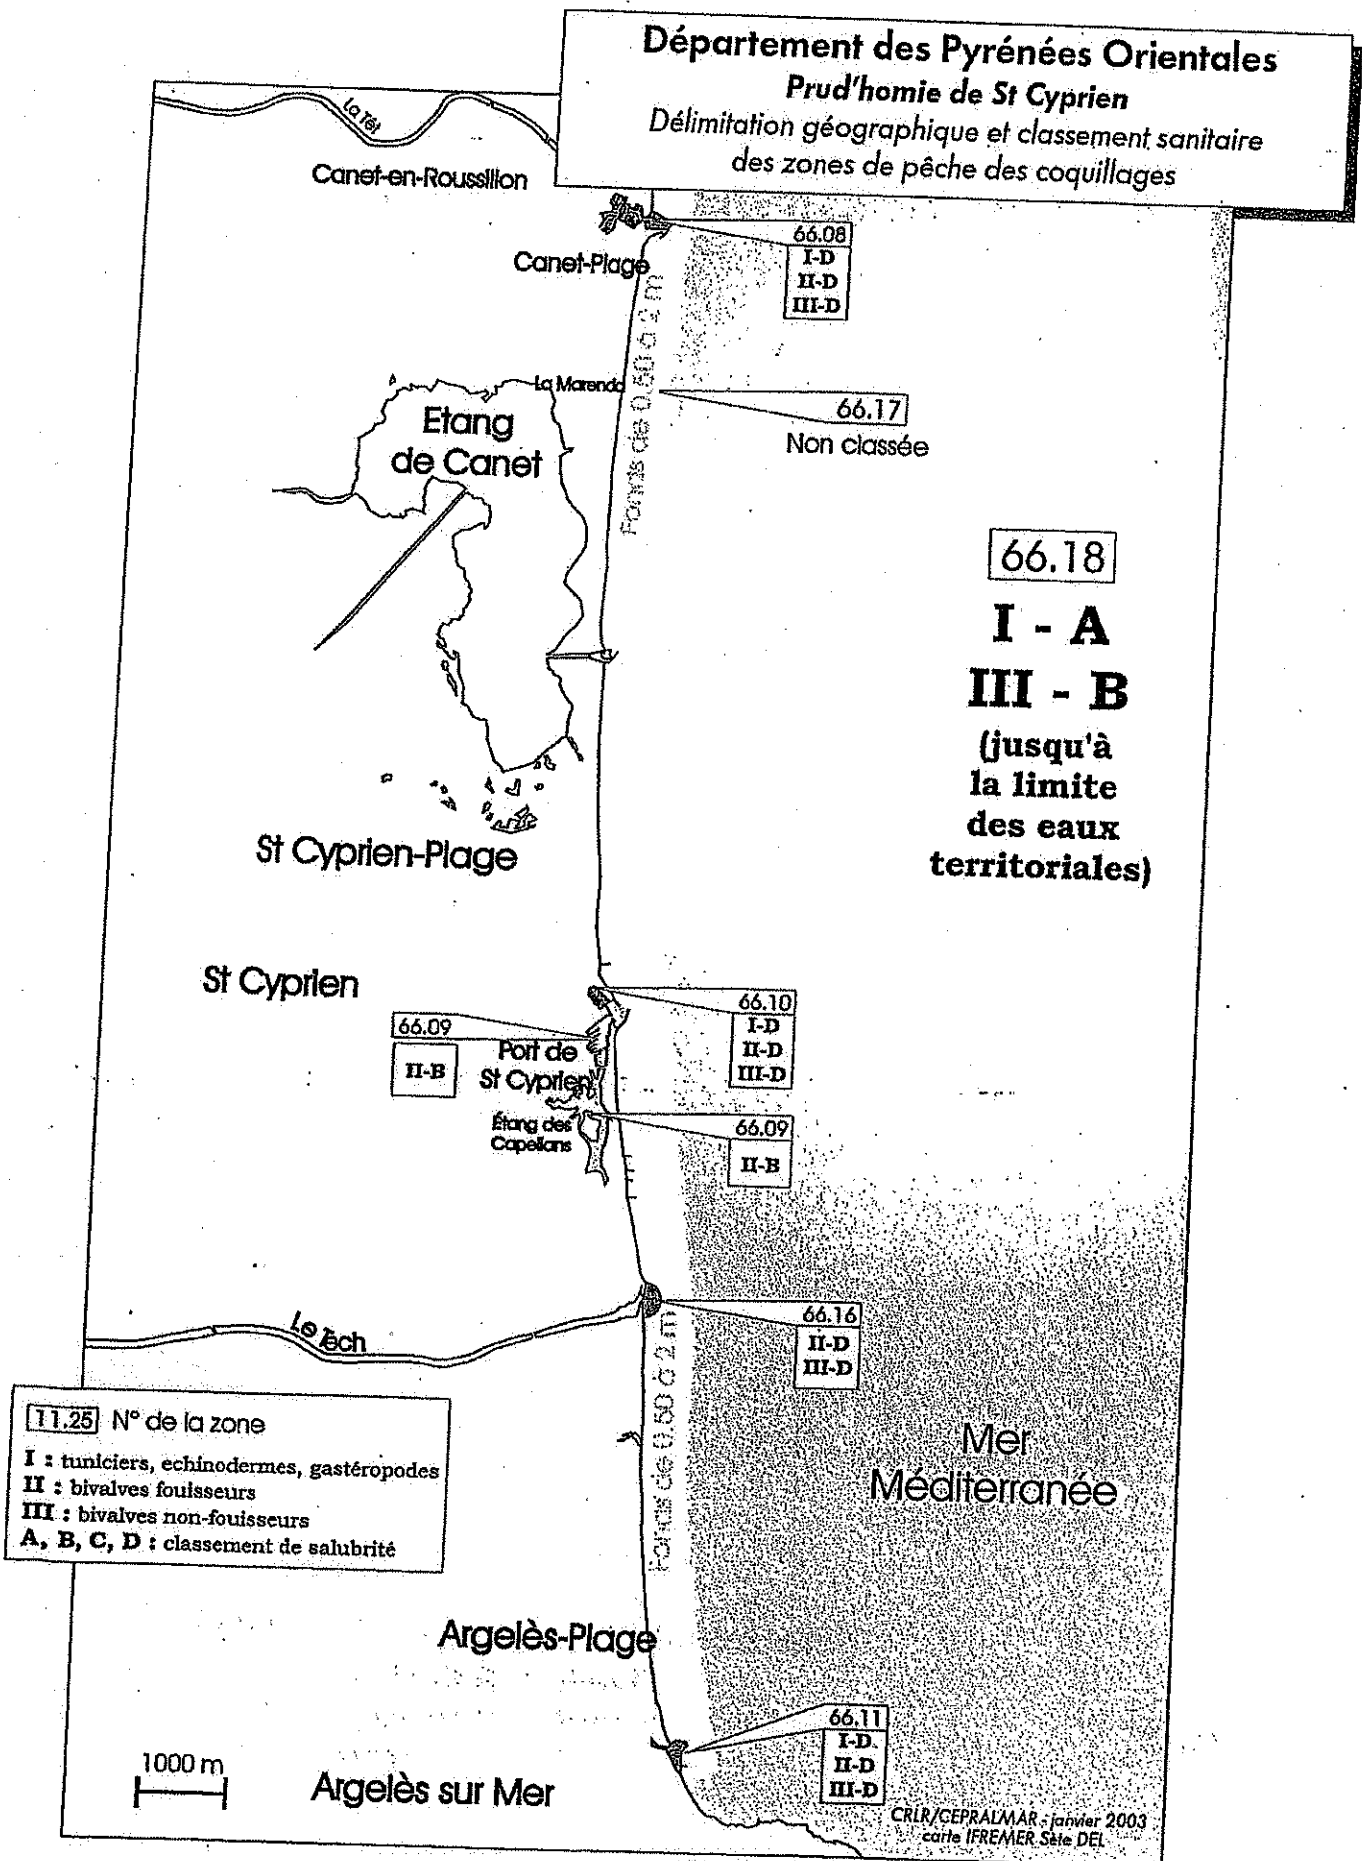 Département des Pyrénées Orientales
Prud'homie de St Cyprien
Délimitation géographique et classement sanitaire
des zones de pêche des coquillages
La Têt
Canet-en-Roussillon
66.08
I-D
II-D
III-D
Canet-Plage
Fonds de 0.50 à 2 m
La Marenda
66.17
Non classée
Etang
de Canet
66.18
I - A
III - B
(jusqu'à
la limite
des eaux
territoriales)
St Cyprien-Plage
St Cyprien
66.10
I-D
II-D
III-D
66.09
II-B
Port de
St Cyprien
Étang des
Capellans
66.09
II-B
66.16
II-D
III-D
Le Tech
Fonds de 0.50 à 2 m
11.25 N° de la zone
I : tuniciers, echinodermes, gastéropodes
II : bivalves fouisseurs
III : bivalves non-fouisseurs
A, B, C, D : classement de salubrité
Mer
Méditerranée
Argelès-Plage
66.11
I-D
II-D
III-D
1000 m
Argelès sur Mer
CRLR/CEPRALMAR - janvier 2003
carte IFREMER Sète DEL